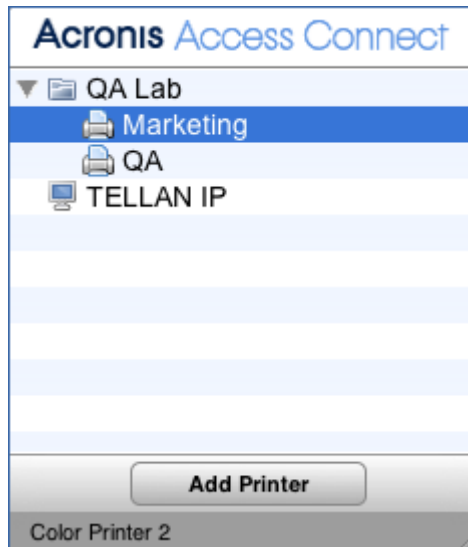 Acronis Access Connect
QA Lab
Marketing
QA
TELLAN IP
Add Printer
Color Printer 2